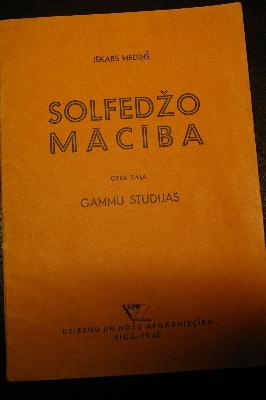 JĒKABS MEDIŅŠ
SOLFEDŽO
MĀCĪBA
OTRĀ DAĻA
GAMMU STUDIJAS
DZIESMU UN NOŠU APGĀDNIECĪBA
RĪGĀ, 1940